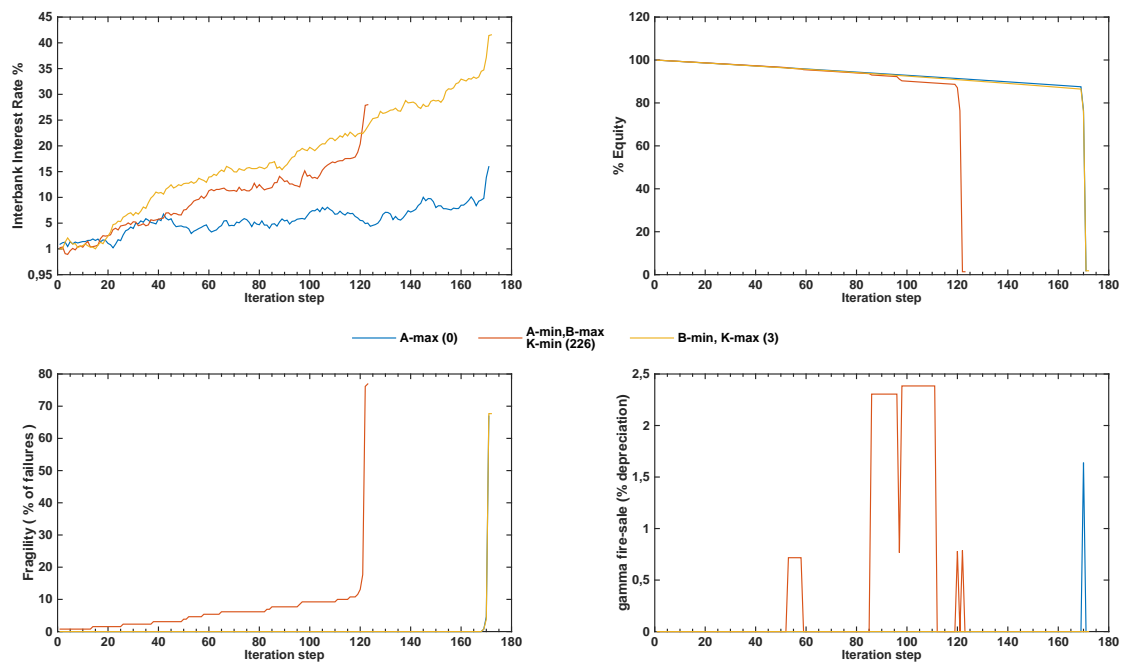 45
40
35
30
25
20
15
10
5
1
0,95
Interbank Interest Rate %
0 20 40 60 80 100 120 140 160 180
Iteration step
120
100
80
60
40
20
0
% Equity
0 20 40 60 80 100 120 140 160 180
Iteration step
A-max (0)
A-min,B-max
K-min (226)
B-min, K-max (3)
80
70
60
50
40
30
20
10
0
Fragility ( % of failures )
0 20 40 60 80 100 120 140 160 180
Iteration step
2,5
2
1,5
1
0,5
0
gamma fire-sale (% depreciation)
0 20 40 60 80 100 120 140 160 180
Iteration step